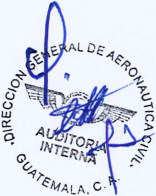 -DIRECCION GENERAL DE AERONAUTICA CIVIL-
AUDITORIA
INTERNA
GUATEMALA, C. A.